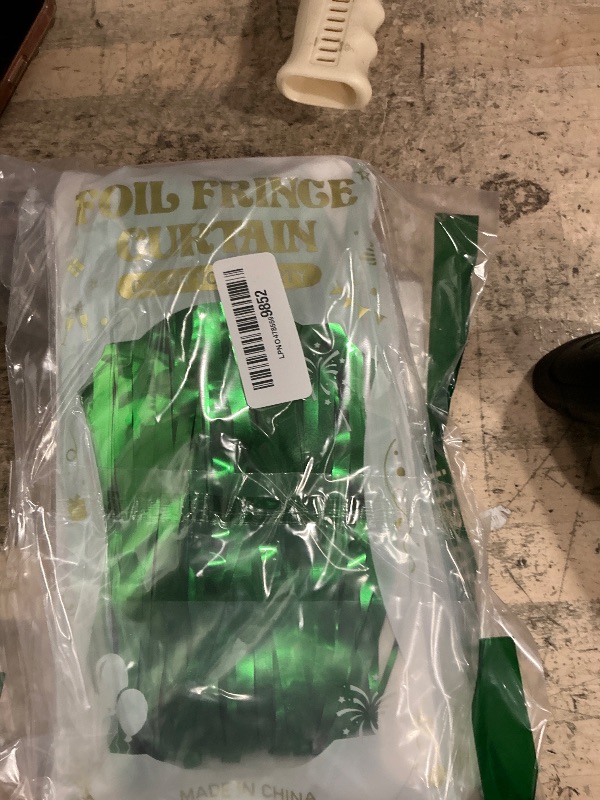 FOIL FRINGE
CURTAIN
9852
MADE IN CHINA